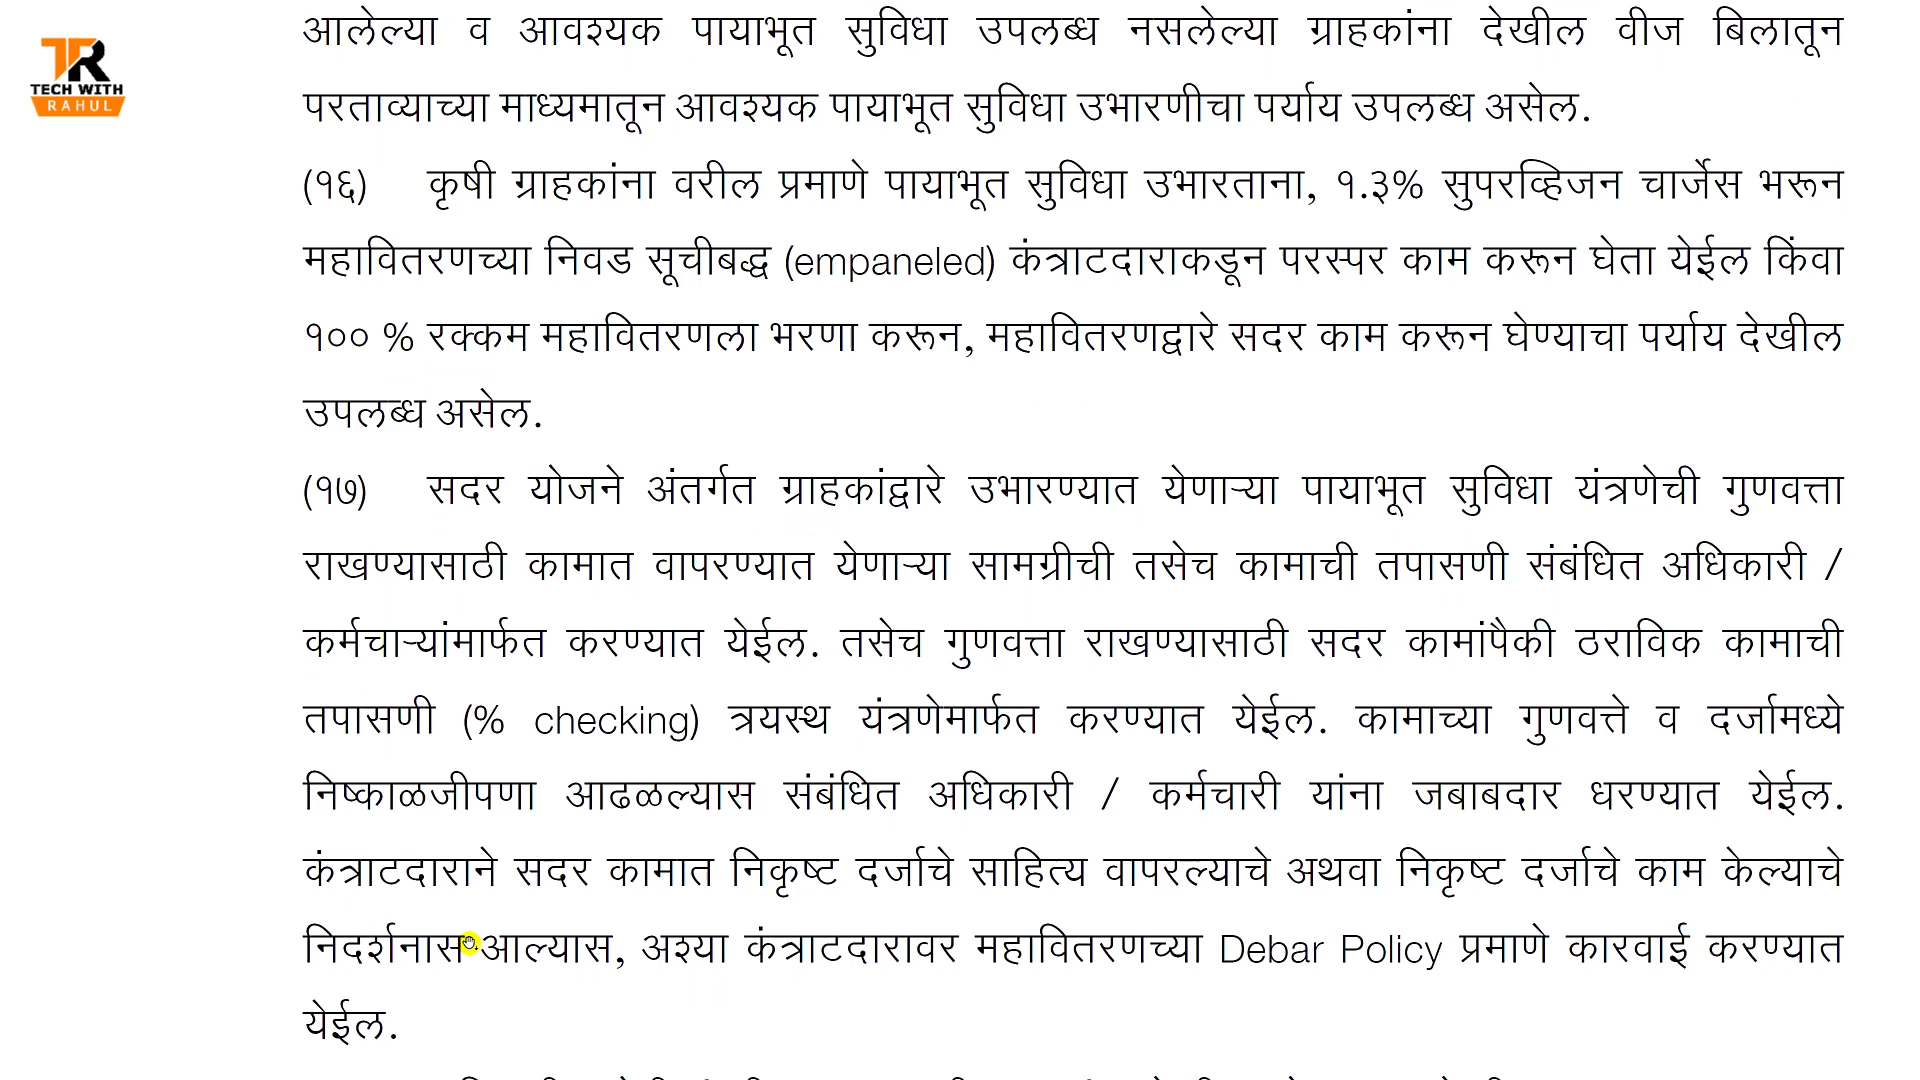 TR
TECH WITH
RAHUL
आलेल्या व आवश्यक पायाभूत सुविधा उपलब्ध नसलेल्या ग्राहकांना देखील वीज बिलातून
परताव्याच्या माध्यमातून आवश्यक पायाभूत सुविधा उभारणीचा पर्याय उपलब्ध असेल.
(१६) कृषी ग्राहकांना वरील प्रमाणे पायाभूत सुविधा उभारताना, १.३% सुपरव्हिजन चार्जेस भरून
महावितरणच्या निवड सूचीबद्ध (empaneled) कंत्राटदाराकडून परस्पर काम करून घेता येईल किंवा
१०० % रक्कम महावितरणला भरणा करून, महावितरणद्वारे सदर काम करून घेण्याचा पर्याय देखील
उपलब्ध असेल.
(१७) सदर योजने अंतर्गत ग्राहकांद्वारे उभारण्यात येणाऱ्या पायाभूत सुविधा यंत्रणेची गुणवत्ता
राखण्यासाठी कामात वापरण्यात येणाऱ्या सामग्रीची तसेच कामाची तपासणी संबंधित अधिकारी /
कर्मचाऱ्यांमार्फत करण्यात येईल. तसेच गुणवत्ता राखण्यासाठी सदर कामांपैकी ठराविक कामाची
तपासणी (% checking) त्रयस्थ यंत्रणेमार्फत करण्यात येईल. कामाच्या गुणवत्ते व दर्जामध्ये
निष्काळजीपणा आढळल्यास संबंधित अधिकारी / कर्मचारी यांना जबाबदार धरण्यात येईल.
कंत्राटदाराने सदर कामात निकृष्ट दर्जाचे साहित्य वापरल्याचे अथवा निकृष्ट दर्जाचे काम केल्याचे
निदर्शनास आल्यास, अश्या कंत्राटदारावर महावितरणच्या Debar Policy प्रमाणे कारवाई करण्यात
येईल.